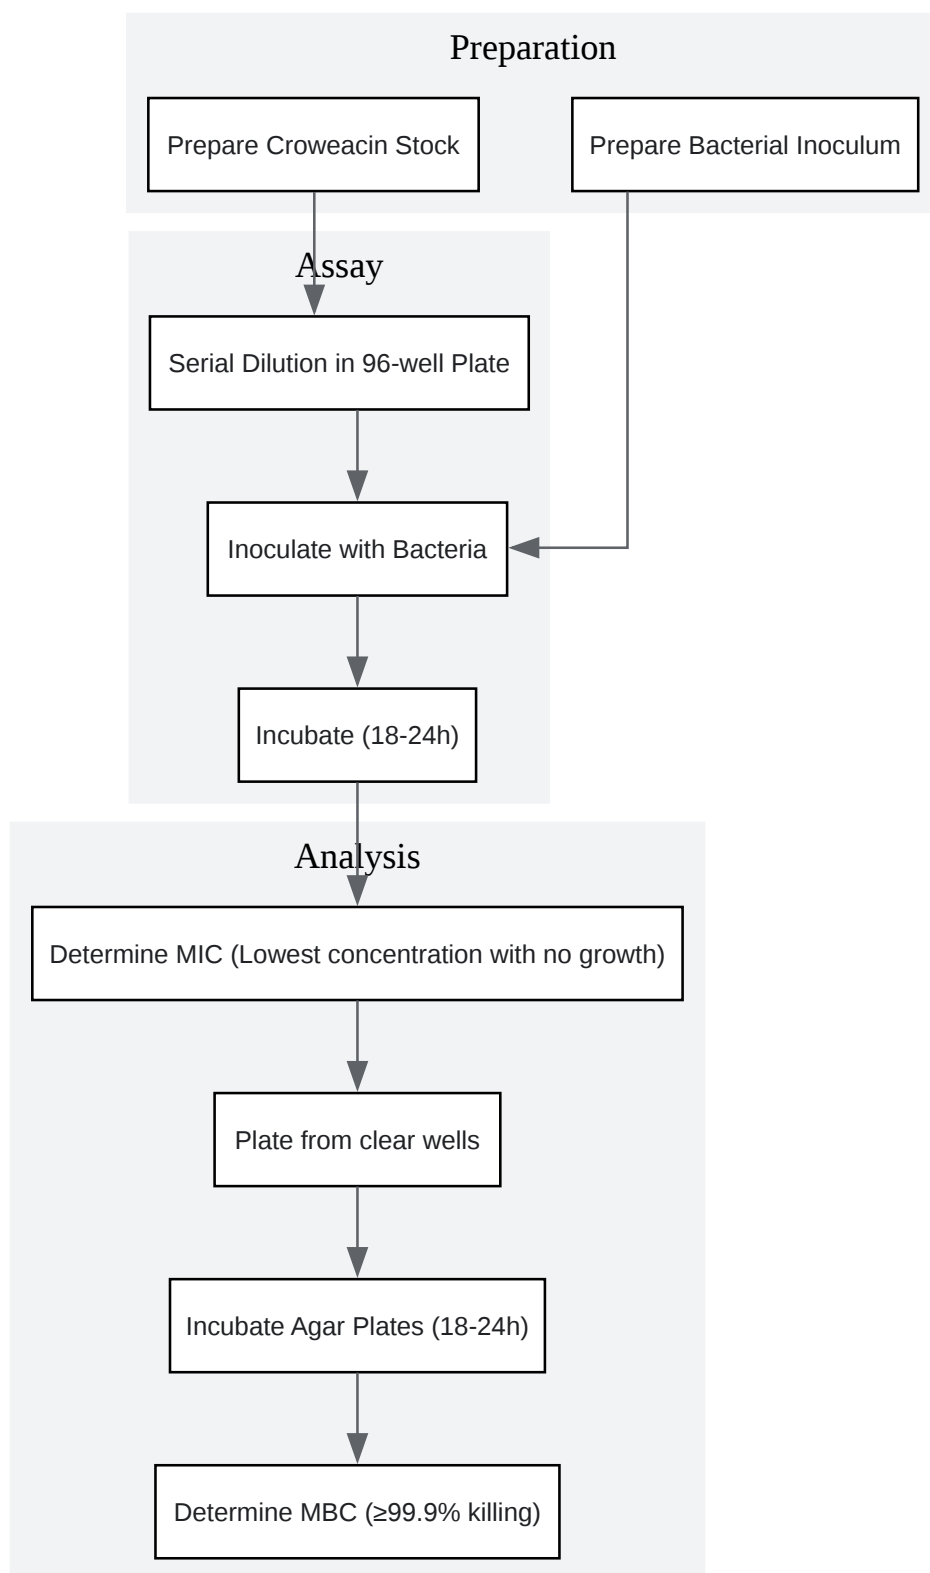 Preparation
Prepare Croweacin Stock
Prepare Bacterial Inoculum
Assay
Serial Dilution in 96-well Plate
Inoculate with Bacteria
Incubate (18-24h)
Analysis
Determine MIC (Lowest concentration with no growth)
Plate from clear wells
Incubate Agar Plates (18-24h)
Determine MBC (≥99.9% killing)